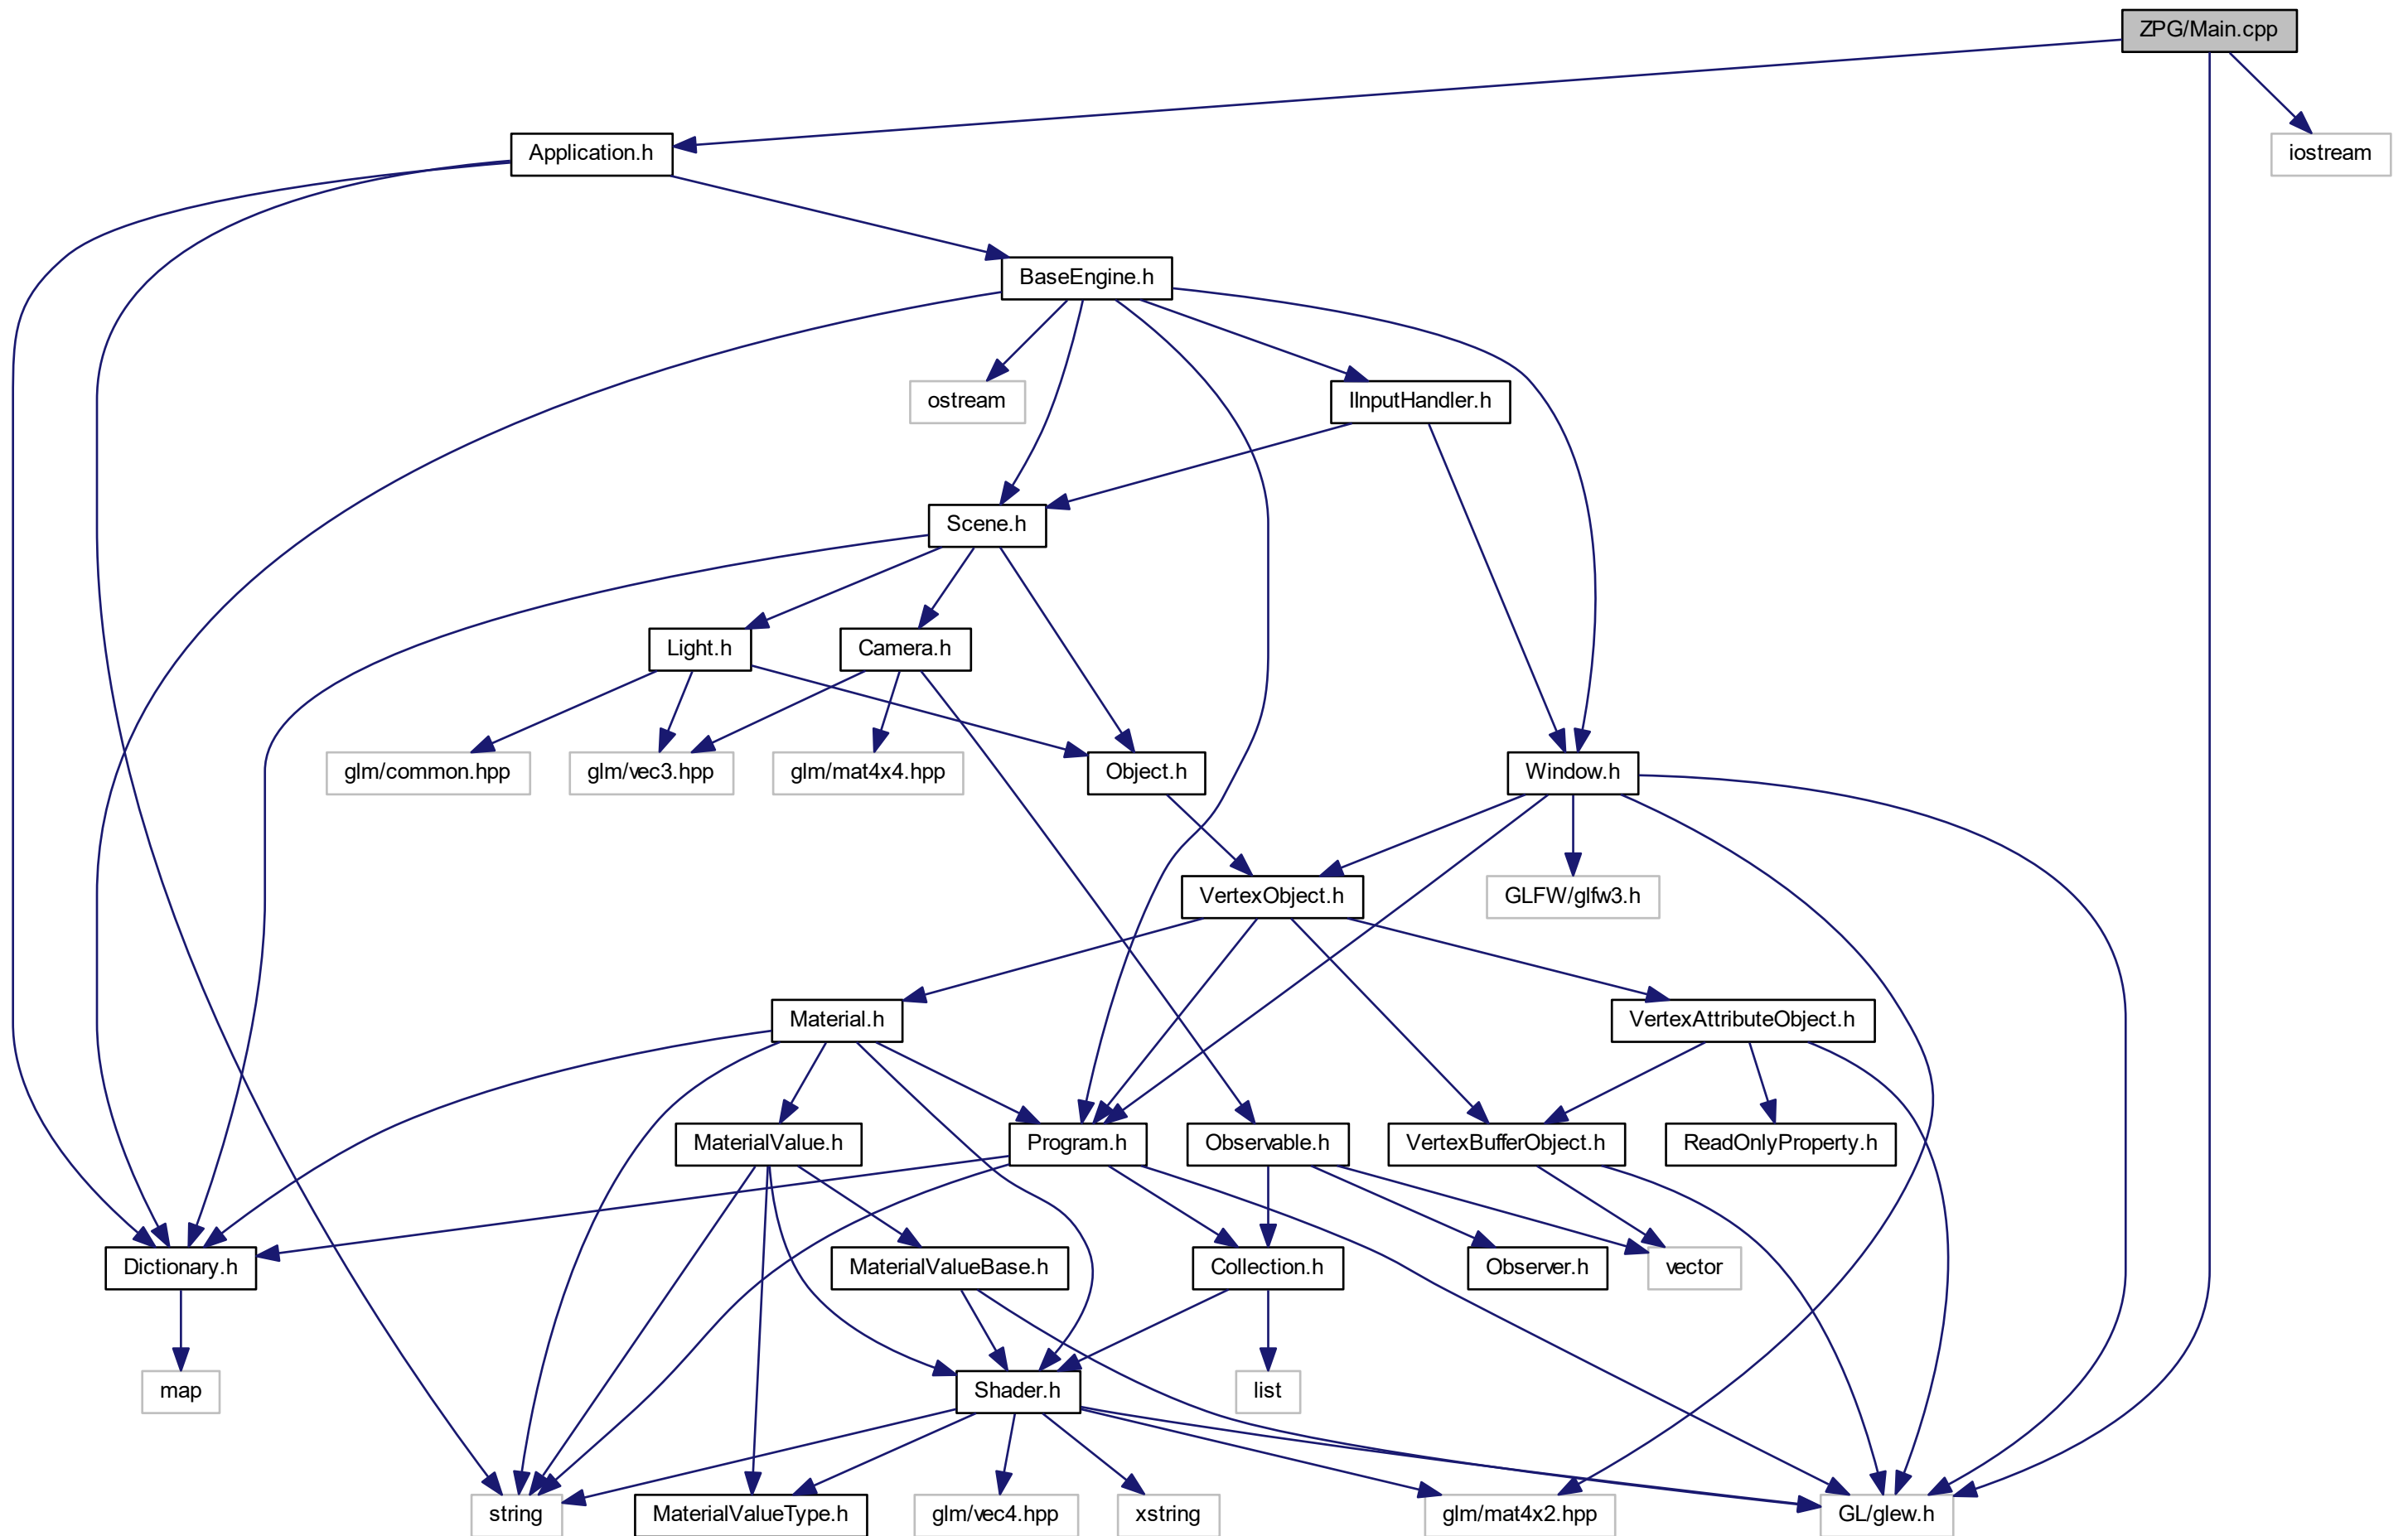 ZPG/Main.cpp
Application.h
iostream
BaseEngine.h
ostream
IInputHandler.h
Scene.h
Light.h
Camera.h
glm/common.hpp
glm/vec3.hpp
glm/mat4x4.hpp
Object.h
Window.h
VertexObject.h
GLFW/glfw3.h
Material.h
VertexAttributeObject.h
MaterialValue.h
Program.h
Observable.h
VertexBufferObject.h
ReadOnlyProperty.h
Dictionary.h
MaterialValueBase.h
Collection.h
Observer.h
vector
map
Shader.h
list
string
MaterialValueType.h
glm/vec4.hpp
xstring
glm/mat4x2.hpp
GL/glew.h